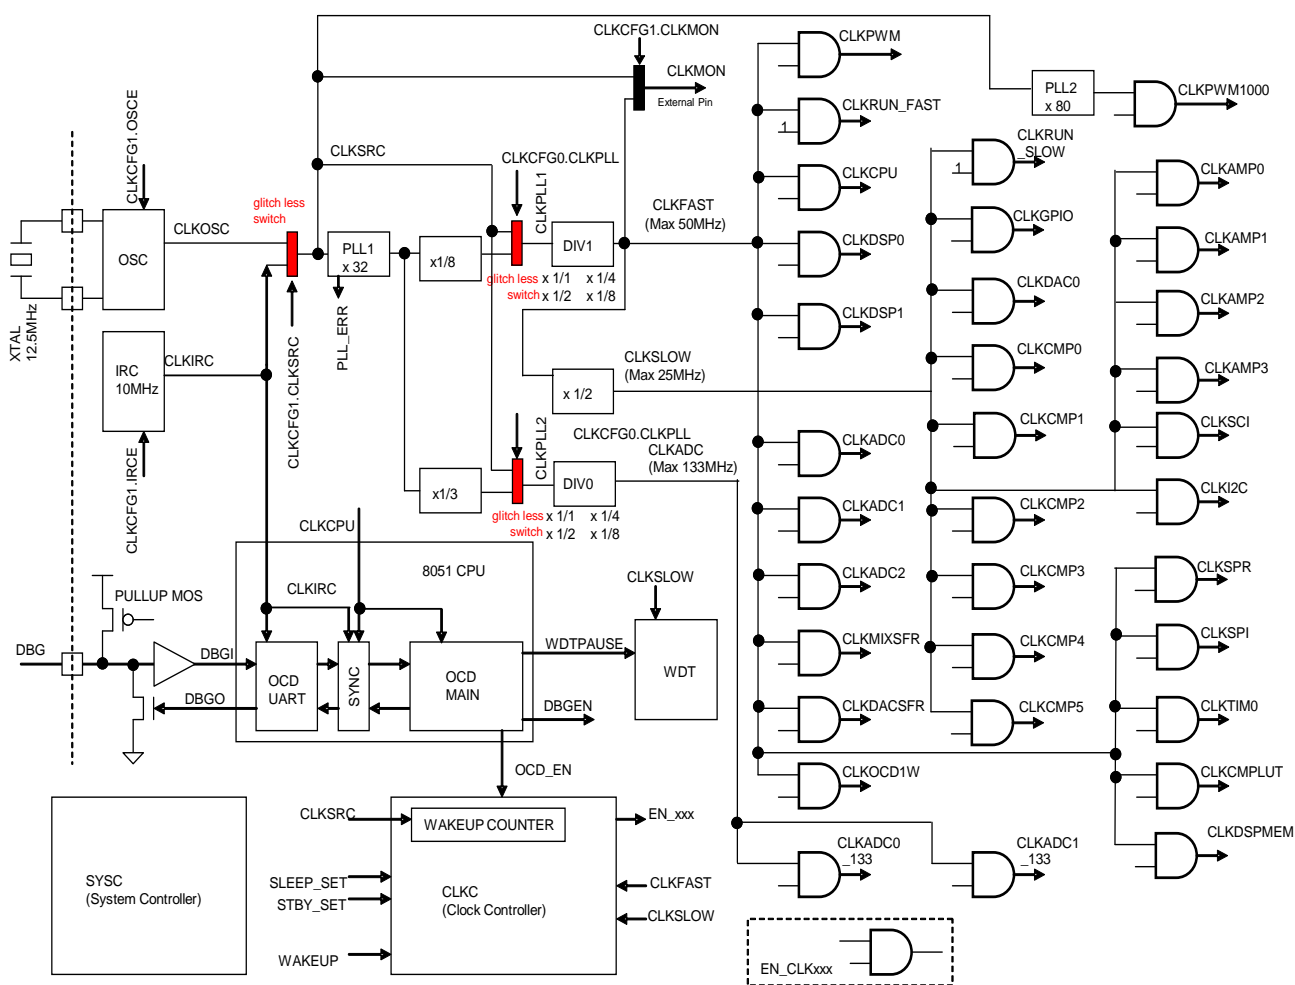 CLKCFG1.CLKMON
CLKMON
External Pin
CLKPWM
PLL2
x 80
CLKPWM1000
CLKRUN_FAST
1
CLKRUN
_SLOW
1
CLKCFG1.OSCE
CLKSRC
CLKCFG0.CLKPLL
CLKPLL1
CLKCPU
CLKAMP0
glitch less
switch
CLKOSC
OSC
PLL1
x 32
x1/8
DIV1
CLKFAST
(Max 50MHz)
CLKGPIO
CLKAMP1
CLKDSP0
glitch less
switch
x 1/1
x 1/4
x 1/2
x 1/8
CLKDAC0
CLKAMP2
CLKDSP1
XTAL
12.5MHz
PLL_ERR
IRC
10MHz
CLKIRC
CLKCFG1.CLKSRC
CLKSLOW
(Max 25MHz)
x 1/2
CLKCMP0
CLKAMP3
CLKCMP1
CLKSCI
CLKCFG1.IRCE
CLKCFG0.CLKPLL
CLKPLL2
CLKADC
(Max 133MHz)
CLKADC0
x1/3
DIV0
CLKI2C
glitch less
switch
x 1/1
x 1/4
x 1/2
x 1/8
CLKADC1
CLKCMP2
CLKCPU
8051 CPU
CLKIRC
CLKSLOW
CLKADC2
CLKCMP3
CLKSPR
PULLUP MOS
DBG
DBGI
DBGO
OCD
UART
SYNC
OCD
MAIN
WDTPAUSE
WDT
DBGEN
CLKMIXSFR
CLKCMP4
CLKSPI
CLKDACSFR
CLKCMP5
CLKTIM0
OCD_EN
CLKOCD1W
CLKCMPLUT
CLKSRC
WAKEUP COUNTER
EN_xxx
CLKDSPMEM
CLKADC0
_133
CLKADC1
_133
SYSC
(System Controller)
SLEEP_SET
STBY_SET
WAKEUP
CLKC
(Clock Controller)
CLKFAST
CLKSLOW
EN_CLKxxx